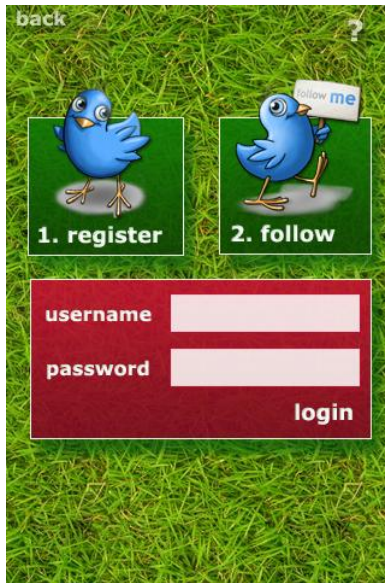 back
?
follow me
1. register
2. follow
username
password
login